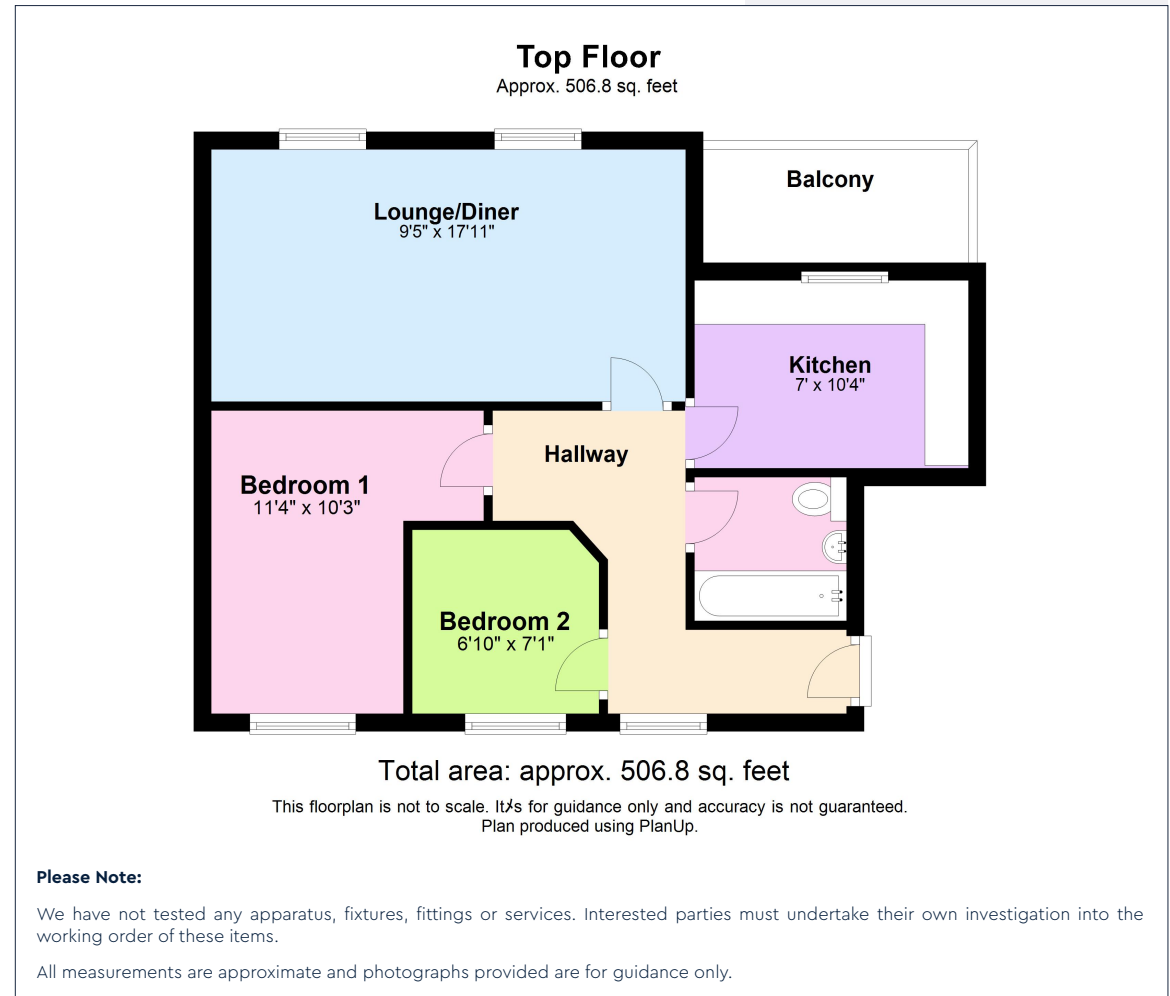 Top Floor
Approx. 506.8 sq. feet
Balcony
Lounge/Diner
9'5" x 17'11"
Kitchen
7' x 10'4"
Hallway
Bedroom 1
11'4" x 10'3"
Bedroom 2
6'10" x 7'1"
Total area: approx. 506.8 sq. feet
This floorplan is not to scale. It's for guidance only and accuracy is not guaranteed.
Plan produced using PlanUp.
Please Note:
We have not tested any apparatus, fixtures, fittings or services. Interested parties must undertake their own investigation into the
working order of these items.
All measurements are approximate and photographs provided are for guidance only.